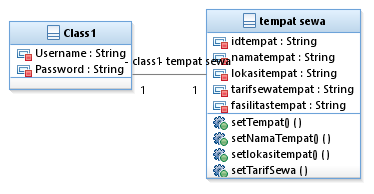 Class1
Username : String
Password : String
- class1
- tempat sewa
1
1
tempat sewa
idtempat : String
namatempat : String
lokasitempat : String
tarifsewatempat : String
fasilitastempat : String
setTempat() ( )
setNamaTempat() ( )
setlokasitempat() ( )
setTarifSewa ( )